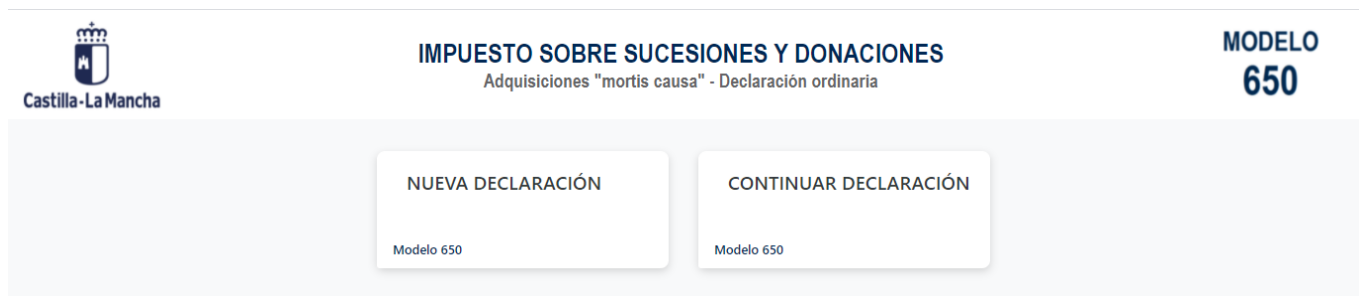 Castilla-La Mancha
IMPUESTO SOBRE SUCESIONES Y DONACIONES
Adquisiciones "mortis causa" - Declaración ordinaria
MODELO
650
NUEVA DECLARACIÓN
Modelo 650
CONTINUAR DECLARACIÓN
Modelo 650